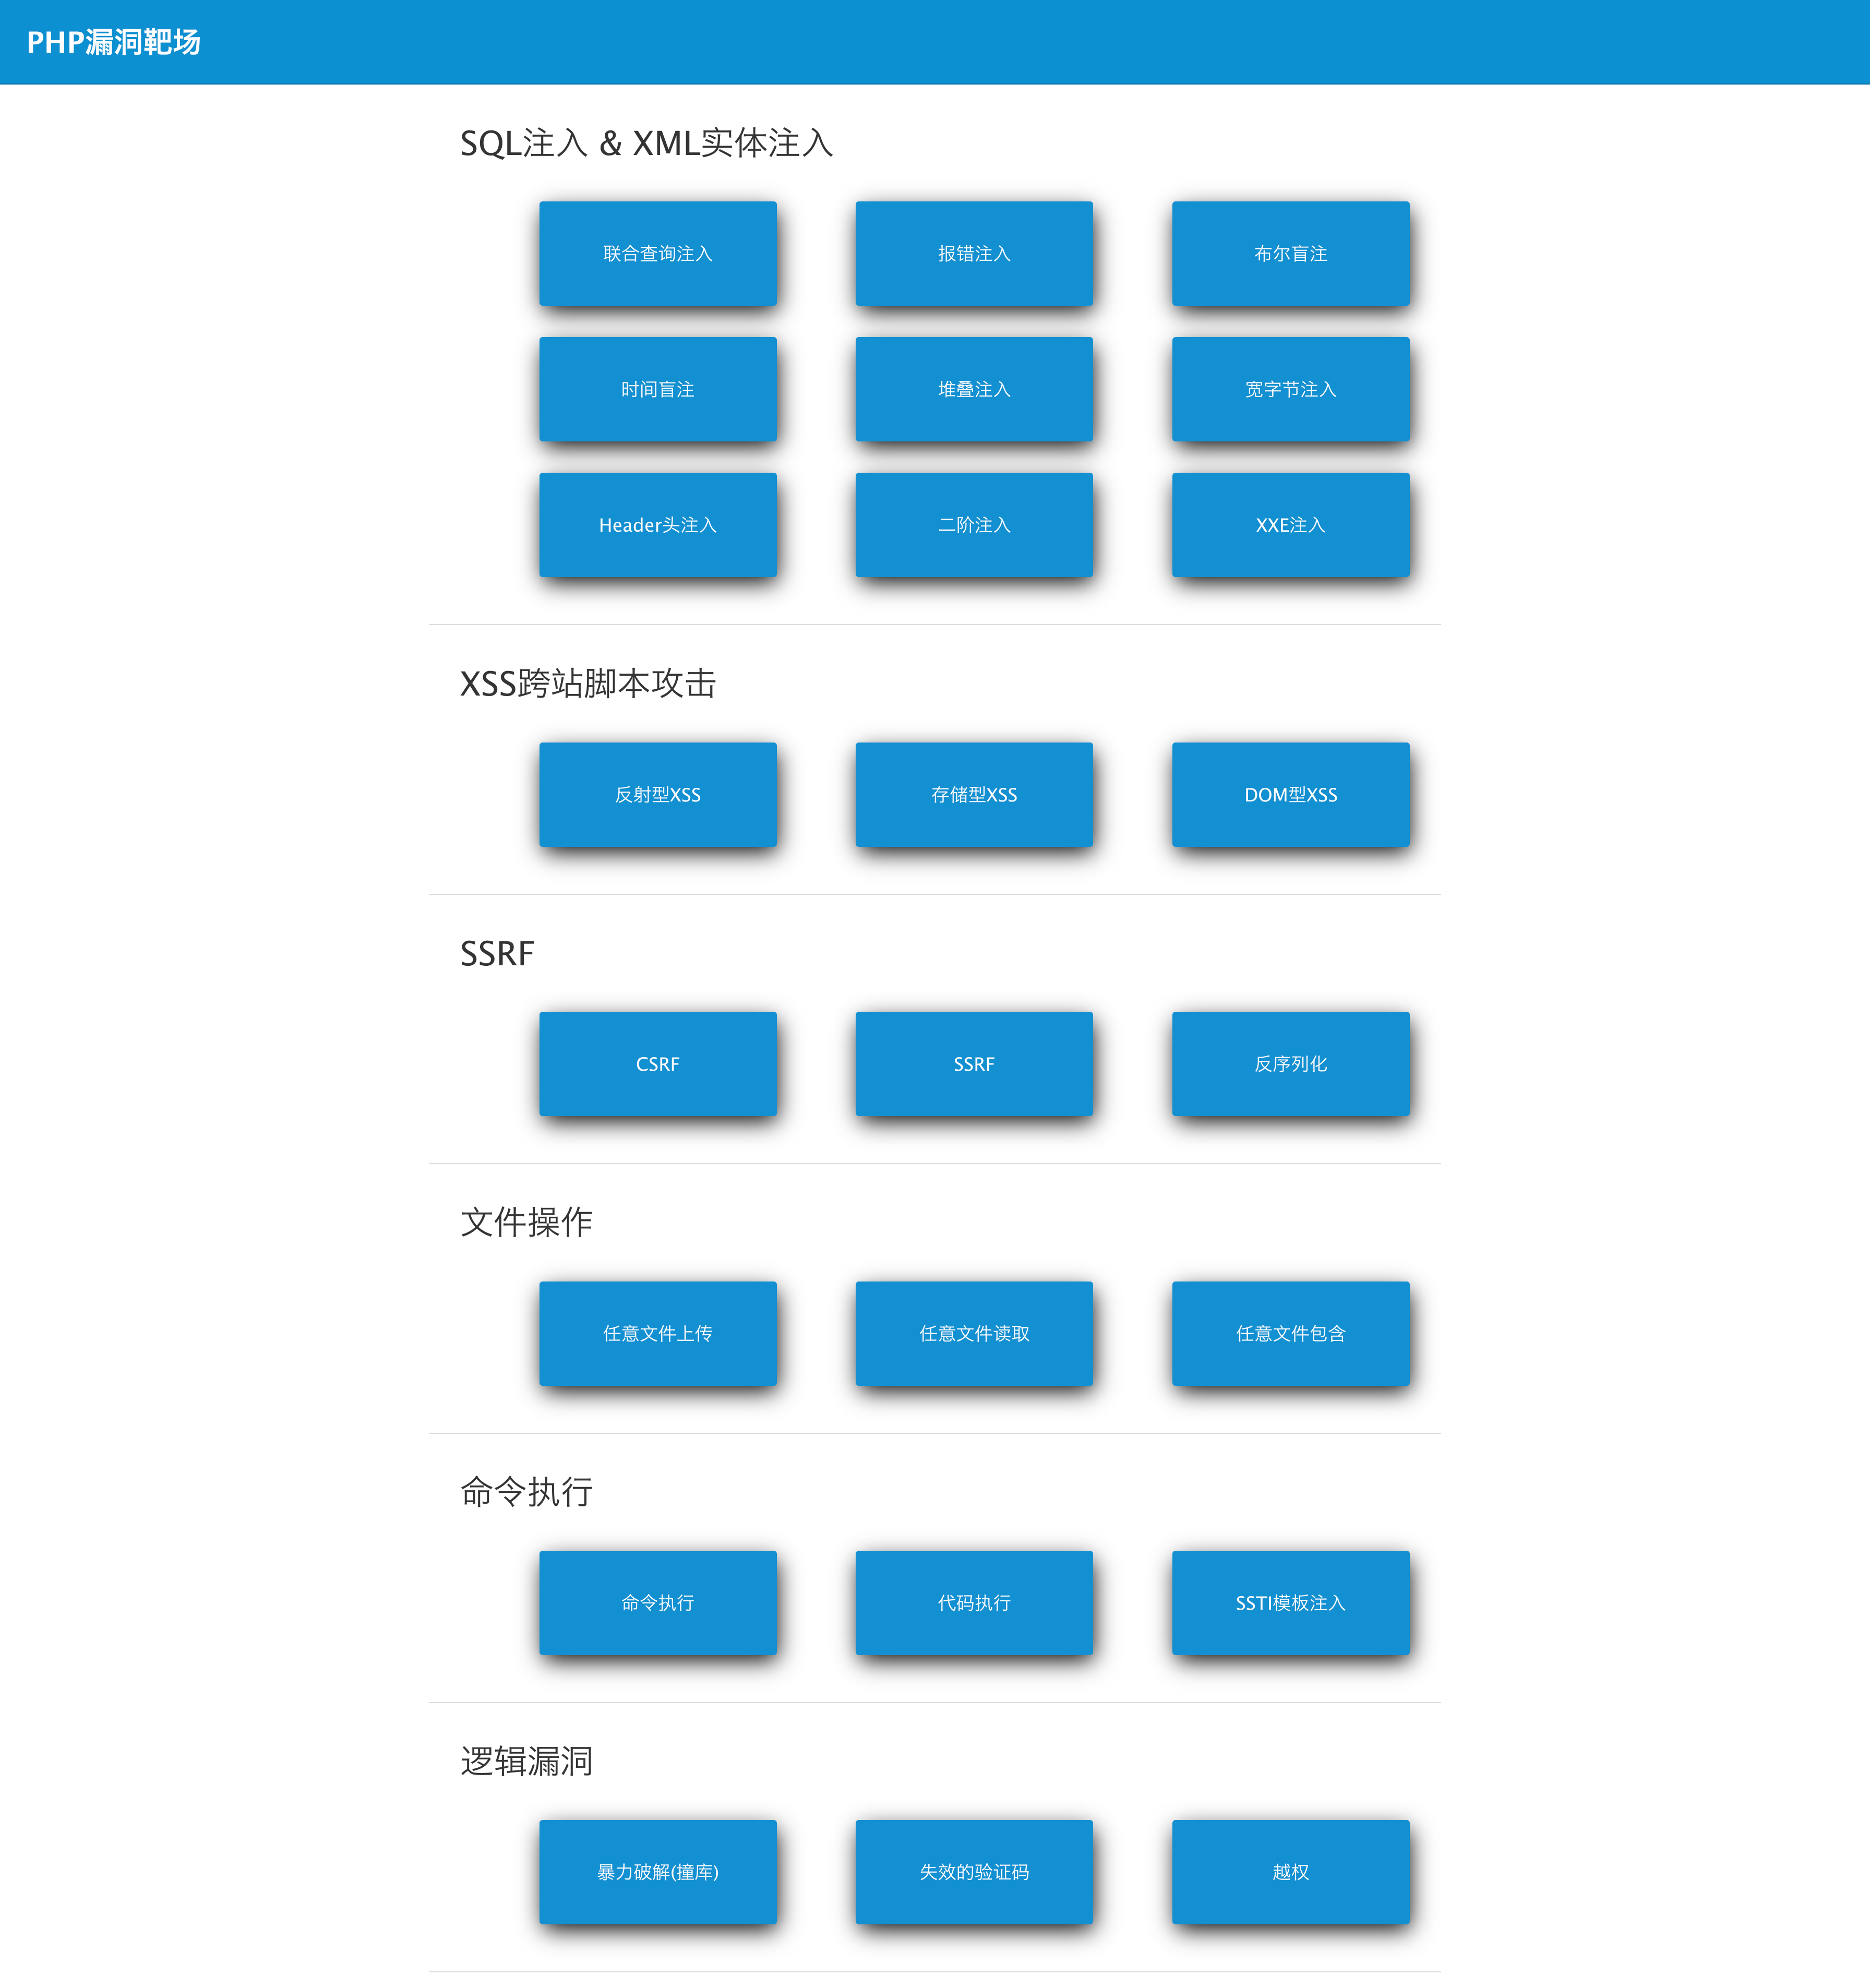 PHP漏洞靶场
SQL注入 & XML实体注入
联合查询注入
报错注入
布尔盲注
时间盲注
堆叠注入
宽字节注入
Header头注入
二阶注入
XXE注入
XSS跨站脚本攻击
反射型XSS
存储型XSS
DOM型XSS
SSRF
CSRF
SSRF
反序列化
文件操作
任意文件上传
任意文件读取
任意文件包含
命令执行
命令执行
代码执行
SSTI模板注入
逻辑漏洞
暴力破解(撞库)
失效的验证码
越权